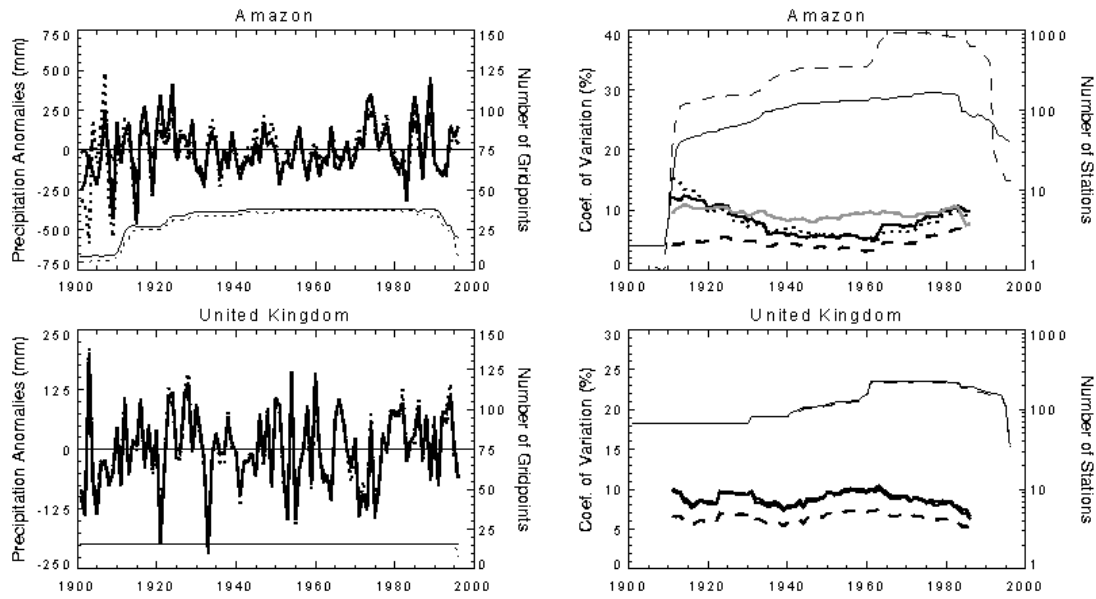 Amazon
Precipitation Anomalies (mm)
750
500
250
0
-250
-500
-750
150
125
100
75
50
25
0
Number of Gridpoints
1900 1920 1940 1960 1980 2000
Amazon
Coef. of Variation (%)
40
30
20
10
0
1000
100
10
1
Number of Stations
1900 1920 1940 1960 1980 2000
United Kingdom
Precipitation Anomalies (mm)
250
125
0
-125
-250
150
125
100
75
50
25
0
Number of Gridpoints
1900 1920 1940 1960 1980 2000
United Kingdom
Coef. of Variation (%)
30
25
20
15
10
5
0
1000
100
10
1
Number of Stations
1900 1920 1940 1960 1980 2000